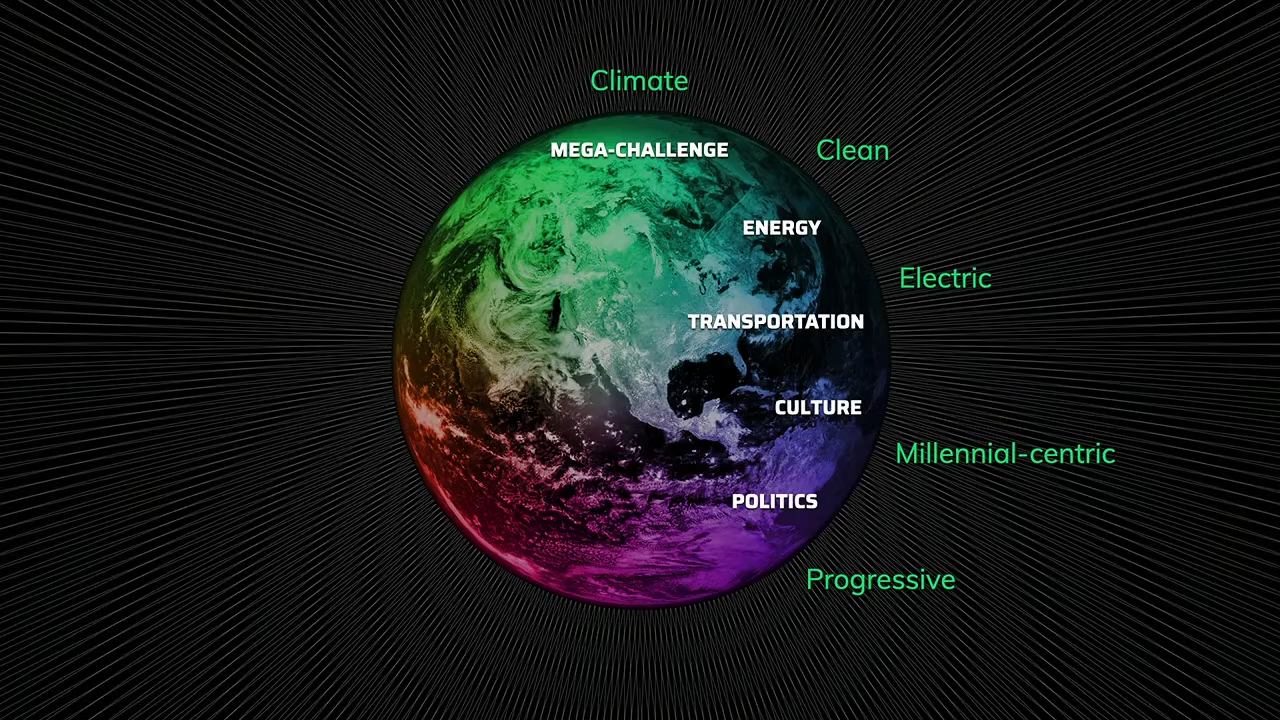 Climate
MEGA-CHALLENGE
Clean
ENERGY
Electric
TRANSPORTATION
CULTURE
Millennial-centric
POLITICS
Progressive